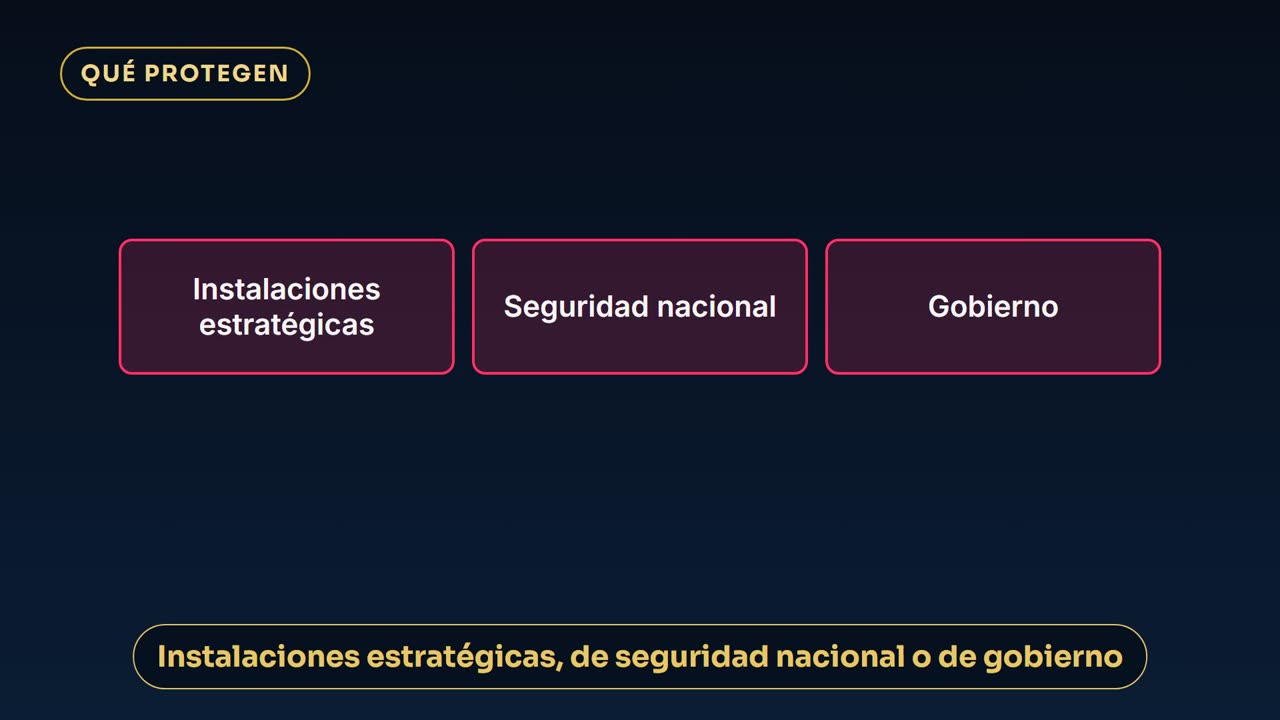 QUÉ PROTEGEN
Instalaciones
estratégicas
Seguridad nacional
Gobierno
Instalaciones estratégicas, de seguridad nacional o de gobierno